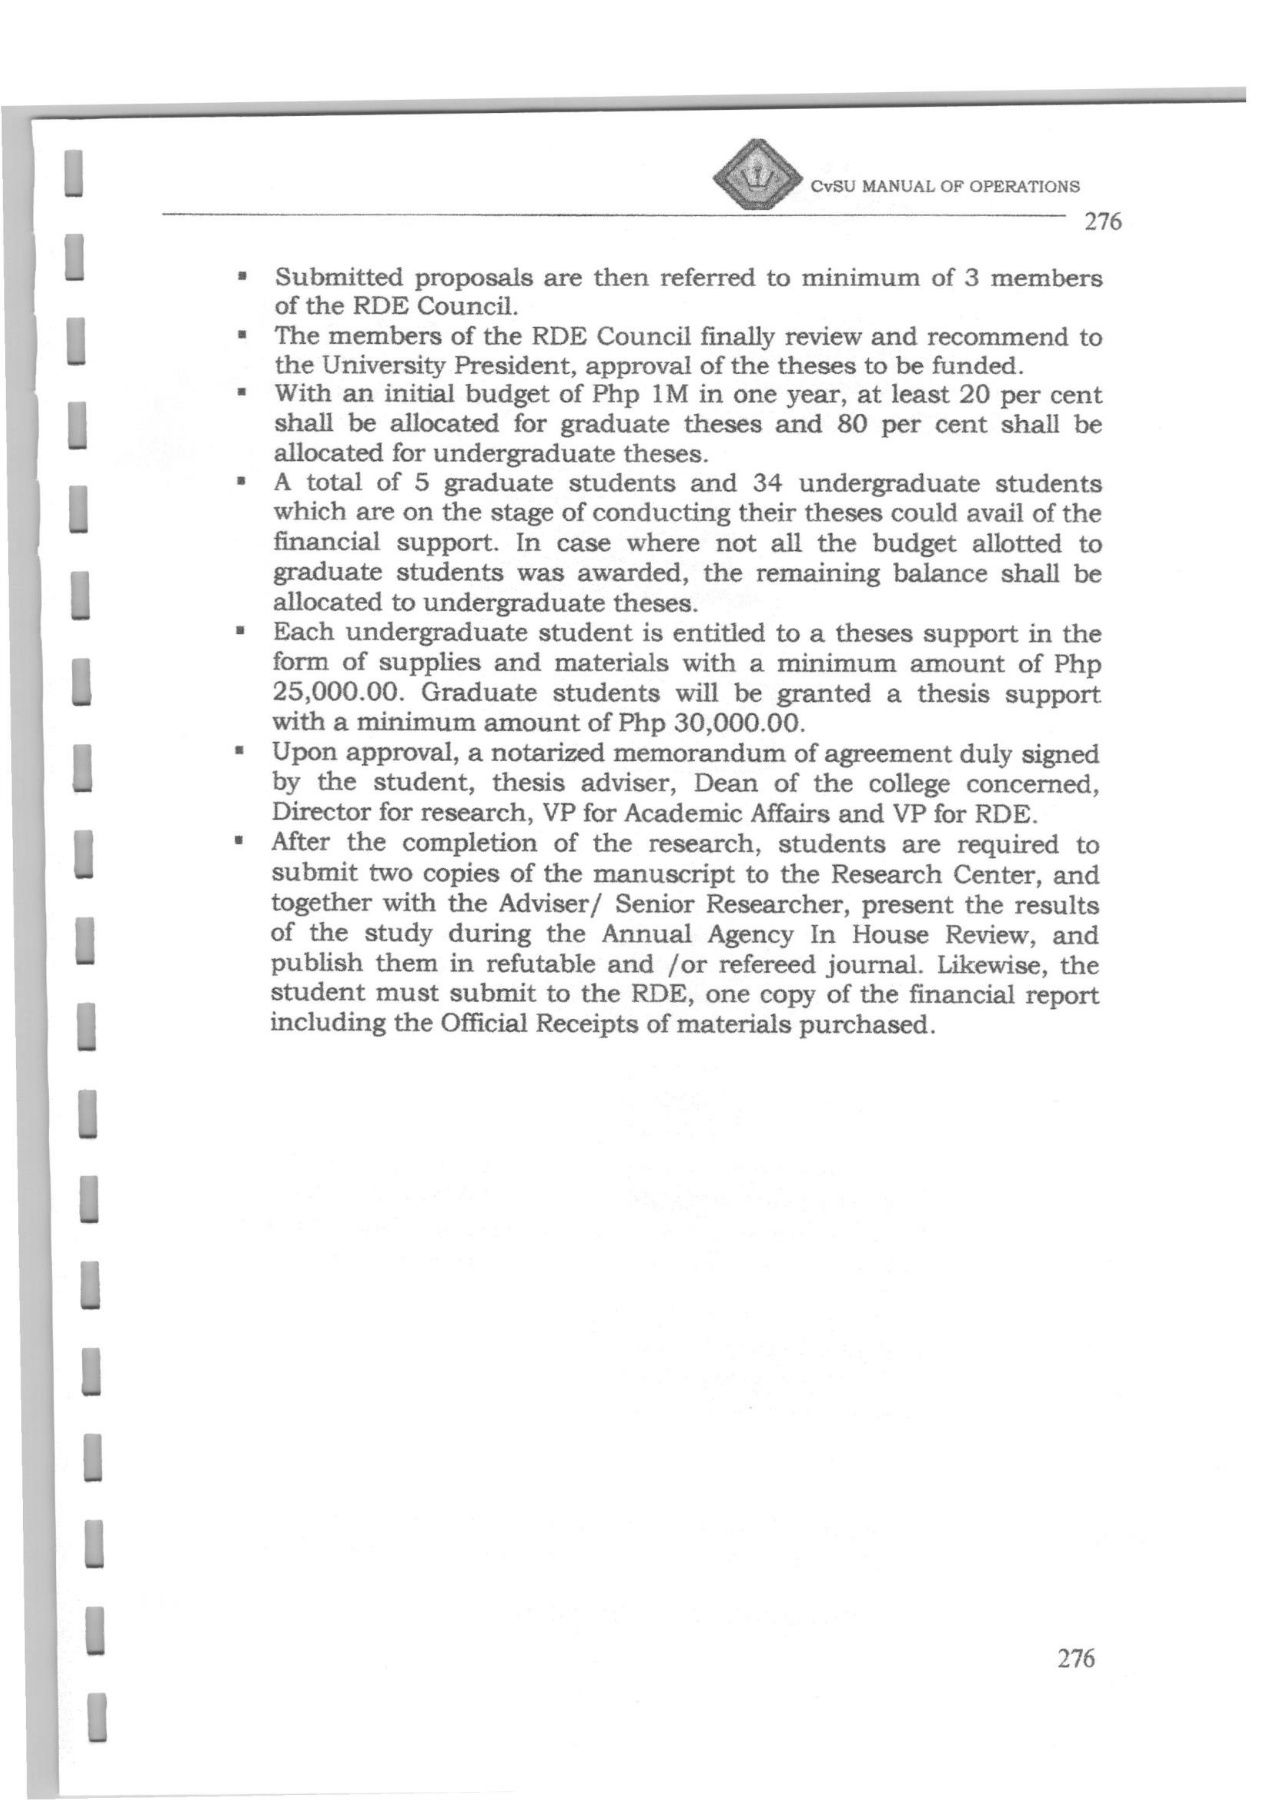 CvSU MANUAL OF OPERATIONS
276
▪ Submitted proposals are then referred to minimum of 3 members
of the RDE Council.
▪ The members of the RDE Council finally review and recommend to
the University President, approval of the theses to be funded.
▪ With an initial budget of Php 1M in one year, at least 20 per cent
shall be allocated for graduate theses and 80 per cent shall be
allocated for undergraduate theses.
▪ A total of 5 graduate students and 34 undergraduate students
which are on the stage of conducting their theses could avail of the
financial support. In case where not all the budget allotted to
graduate students was awarded, the remaining balance shall be
allocated to undergraduate theses.
▪ Each undergraduate student is entitled to a theses support in the
form of supplies and materials with a minimum amount of Php
25,000.00. Graduate students will be granted a thesis support
with a minimum amount of Php 30,000.00.
▪ Upon approval, a notarized memorandum of agreement duly signed
by the student, thesis adviser, Dean of the college concerned,
Director for research, VP for Academic Affairs and VP for RDE.
▪ After the completion of the research, students are required to
submit two copies of the manuscript to the Research Center, and
together with the Adviser/ Senior Researcher, present the results
of the study during the Annual Agency In House Review, and
publish them in refutable and /or refereed journal. Likewise, the
student must submit to the RDE, one copy of the financial report
including the Official Receipts of materials purchased.
276